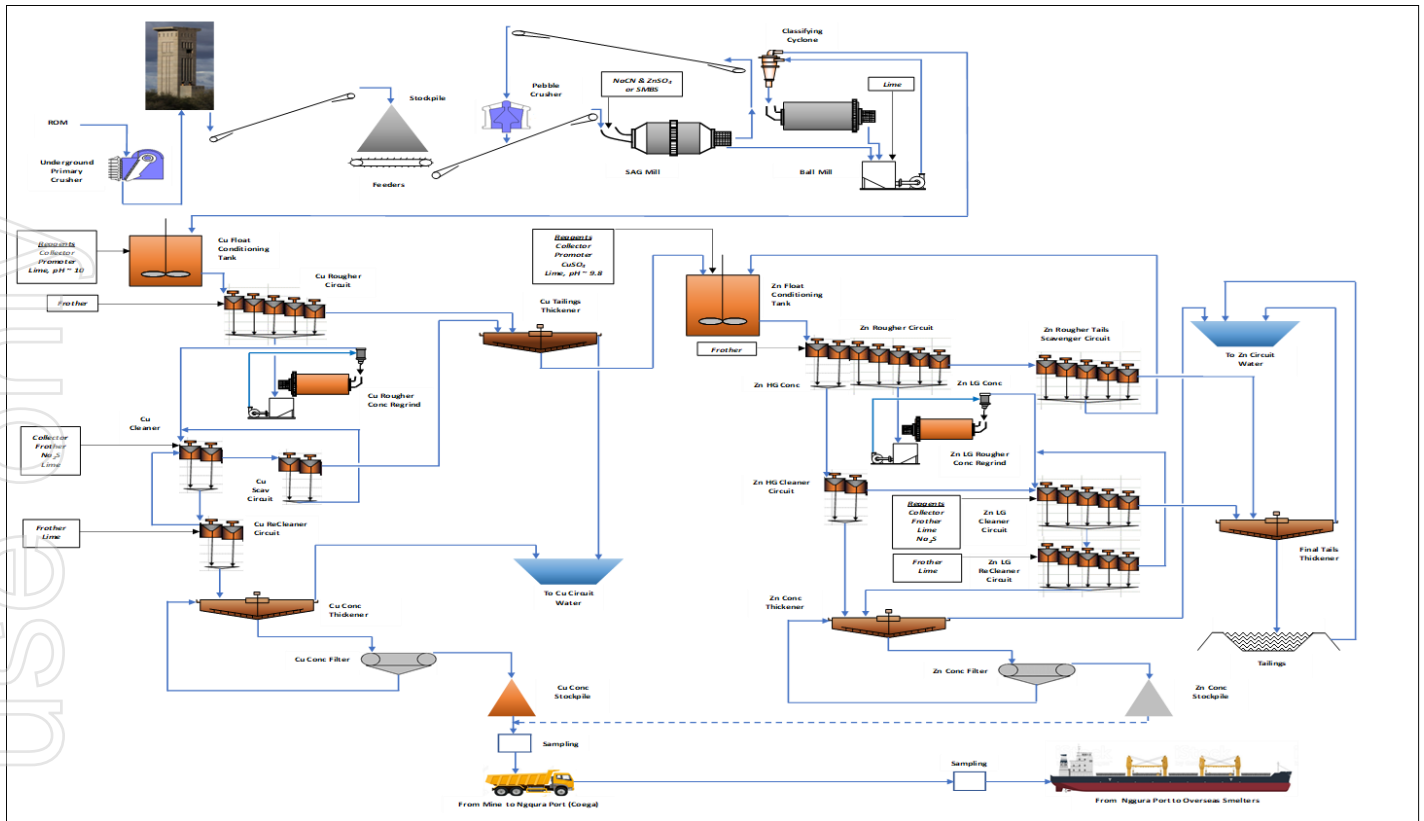 Classifying
Cyclone
NaCN & ZnSO₄
or SMBS
Lime
Pebble
Crusher
Stockpile
ROM
Underground
Primary
Crusher
Feeders
SAG Mill
Ball Mill
Reagents
Collector
Promoter
Lime, pH ~ 10
Cu Float
Conditioning
Tank
Frother
Cu Rougher
Circuit
Reagents
Collector
Promoter
CuSO₄
Lime, pH ~ 9.8
Cu Tailings
Thickener
Zn Float
Conditioning
Tank
Frother
Zn Rougher Circuit
Zn Rougher Tails
Scavenger Circuit
To Zn Circuit
Water
Zn HG Conc
Zn LG Conc
Cu Rougher
Conc Regrind
Cu
Cleaner
Collector
Frother
Na₂S
Lime
Cu
Scav
Circuit
Zn LG Rougher
Conc Regrind
Zn HG Cleaner
Circuit
Reagents
Collector
Frother
Lime
Na₂S
Zn LG
Cleaner
Circuit
Frother
Lime
Cu ReCleaner
Circuit
Frother
Lime
Zn LG
ReCleaner
Circuit
Final Tails
Thickener
To Cu Circuit
Water
Cu Conc
Thickener
Zn Conc
Thickener
Tailings
Cu Conc Filter
Cu Conc
Stockpile
Zn Conc Filter
Zn Conc
Stockpile
Sampling
Sampling
From Mine to Ngqura Port (Coega)
From Nggura Port to Overseas Smelters